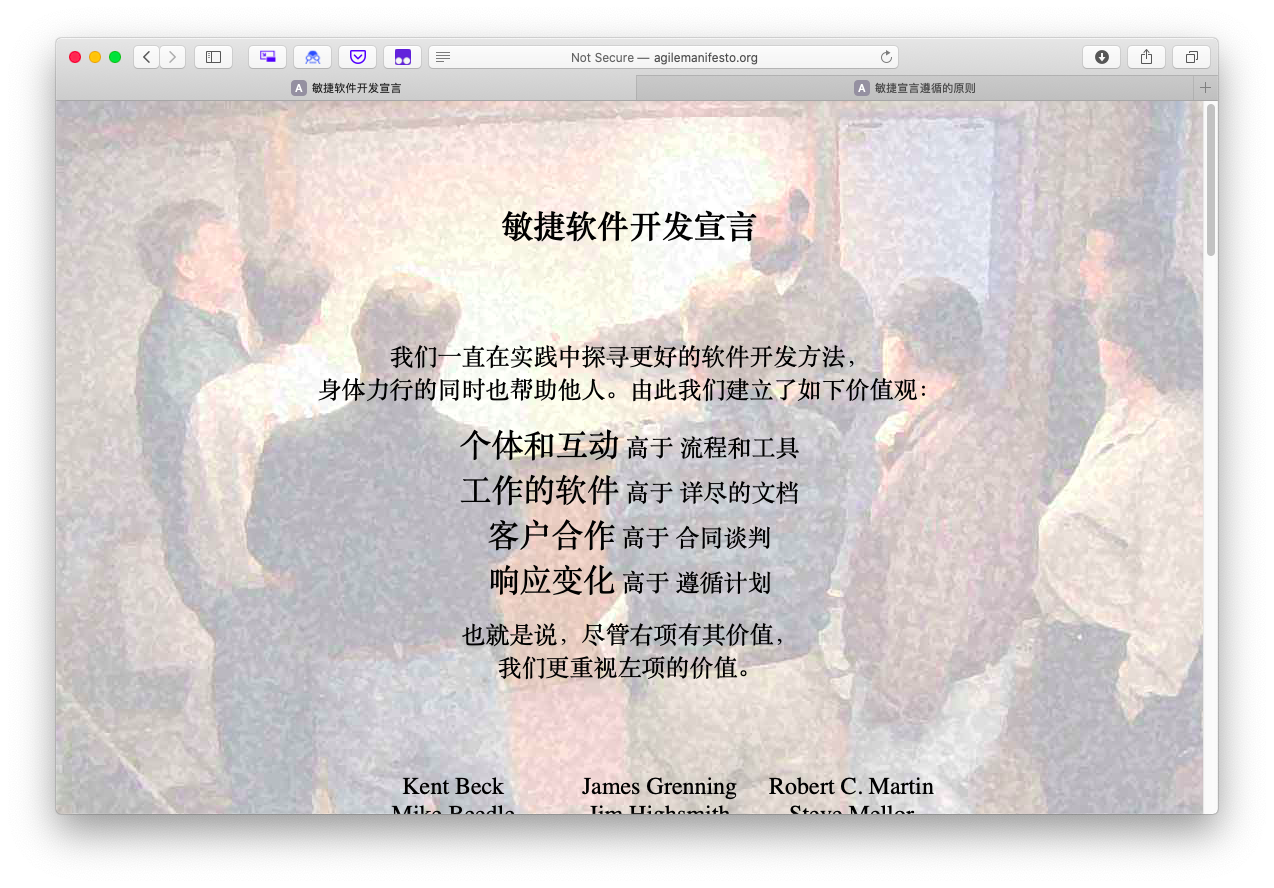 Not Secure — agilemanifesto.org
A 敏捷软件开发宣言
A 敏捷宣言遵循的原则
敏捷软件开发宣言
我们一直在实践中探寻更好的软件开发方法，
身体力行的同时也帮助他人。由此我们建立了如下价值观：
个体和互动 高于 流程和工具
工作的软件 高于 详尽的文档
客户合作 高于 合同谈判
响应变化 高于 遵循计划
也就是说，尽管右项有其价值，
我们更重视左项的价值。
Kent Beck James Grenning Robert C. Martin
Mike Beedle Jim Highsmith Steve Mellor